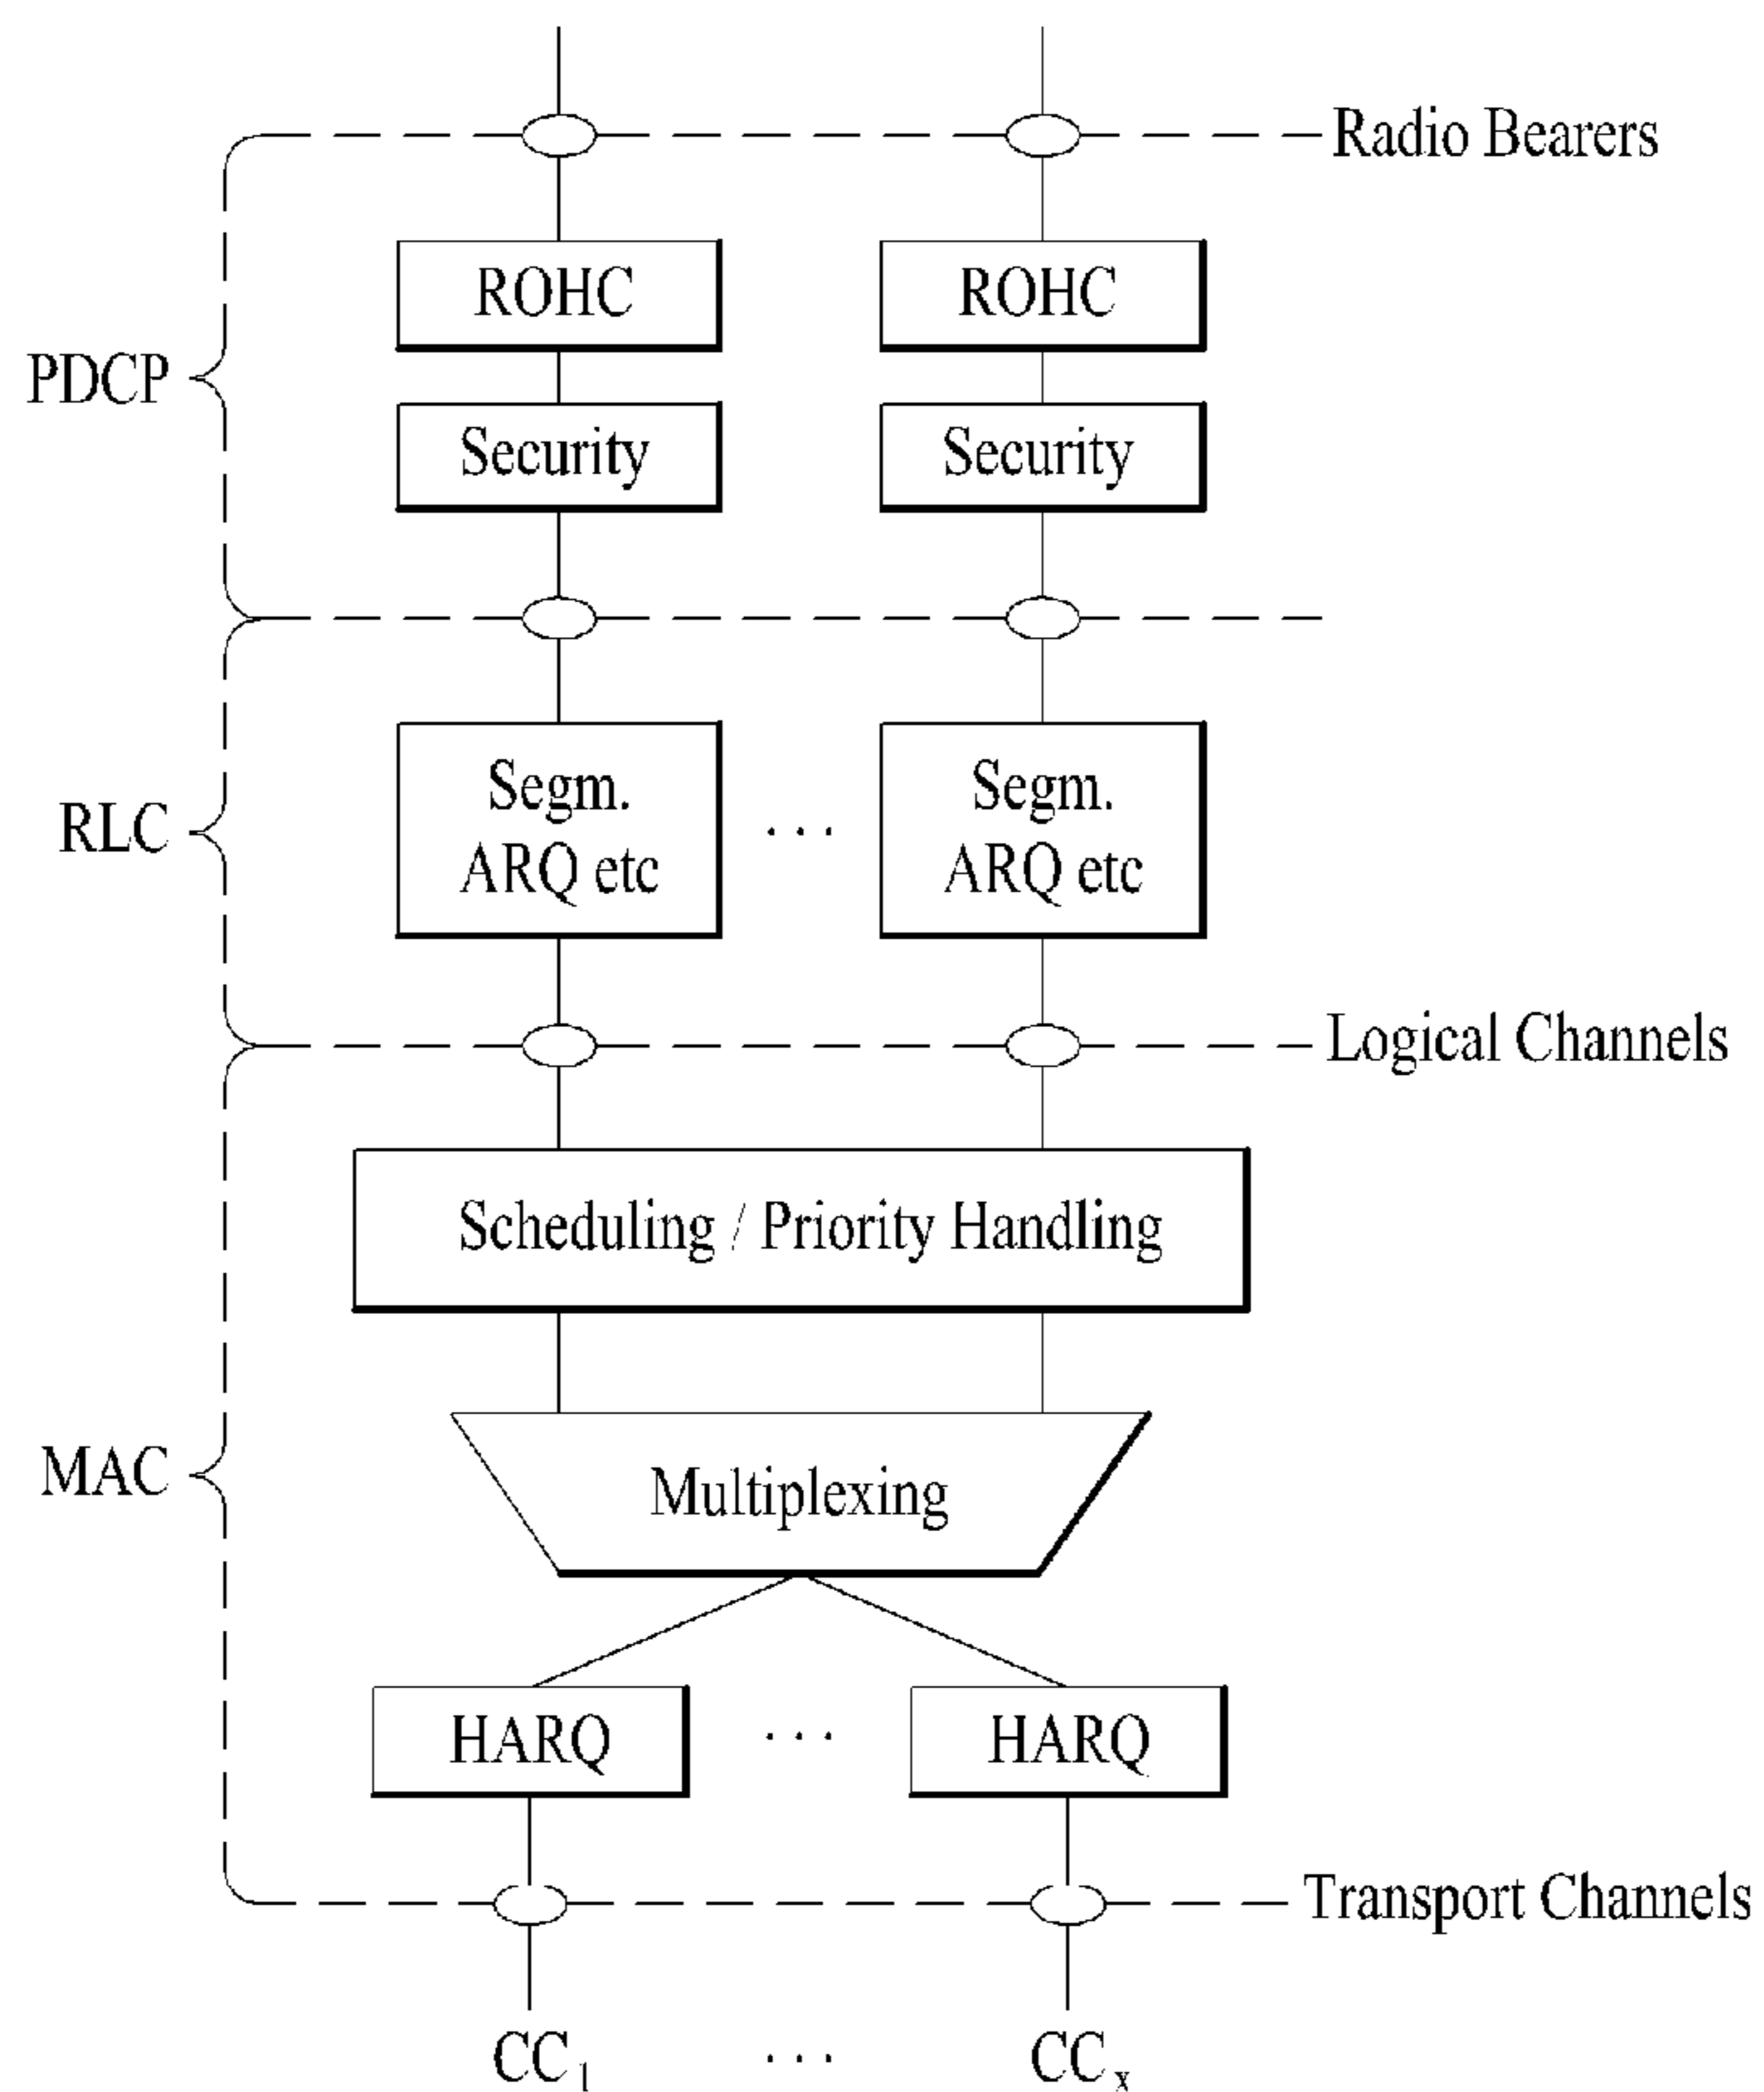 Radio Bearers
ROHC
ROHC
PDCP
Security
Security
Segm.
ARQ etc
RLC
...
Segm.
ARQ etc
Logical Channels
Scheduling / Priority Handling
MAC
Multiplexing
HARQ
...
HARQ
Transport Channels
CC1
...
CCx